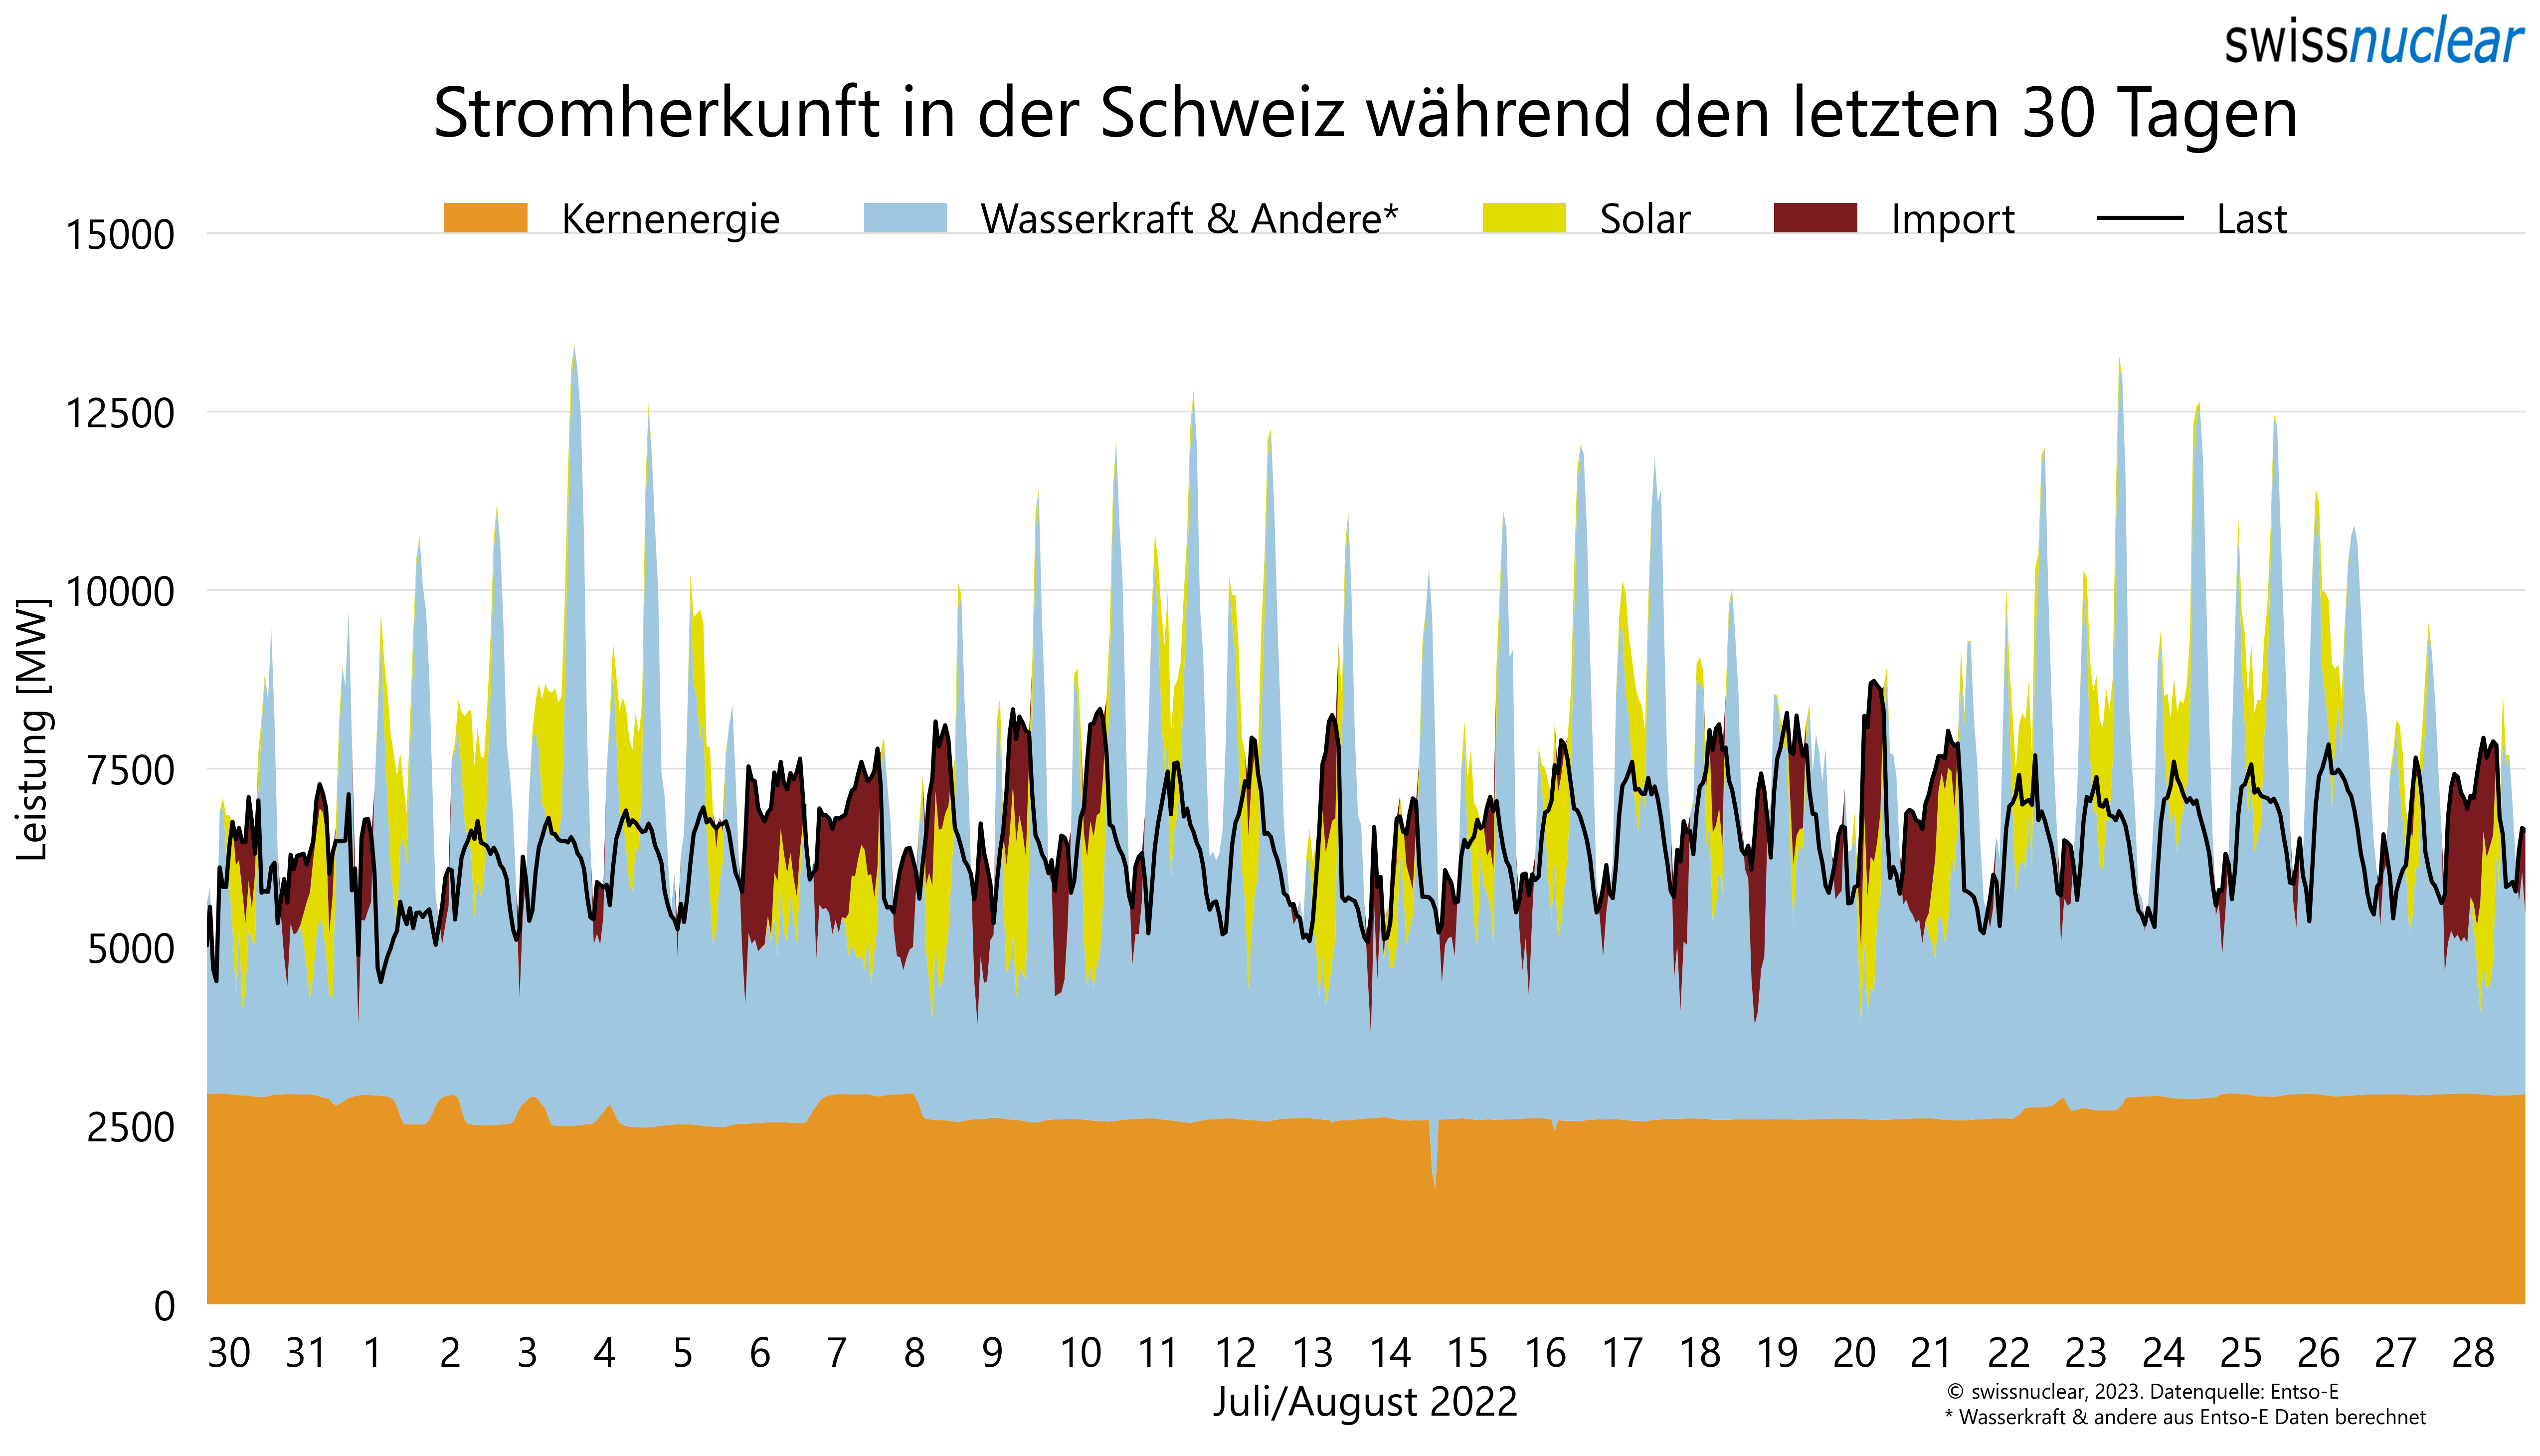 swissnuclear
Stromherkunft in der Schweiz während den letzten 30 Tagen
Kernenergie Wasserkraft & Andere* Solar Import Last
15000
12500
10000
7500
5000
2500
0
Leistung [MW]
30 31 1 2 3 4 5 6 7 8 9 10 11 12 13 14 15 16 17 18 19 20 21 22 23 24 25 26 27 28
Juli/August 2022
© swissnuclear, 2023. Datenquelle: Entso-E
* Wasserkraft & andere aus Entso-E Daten berechnet